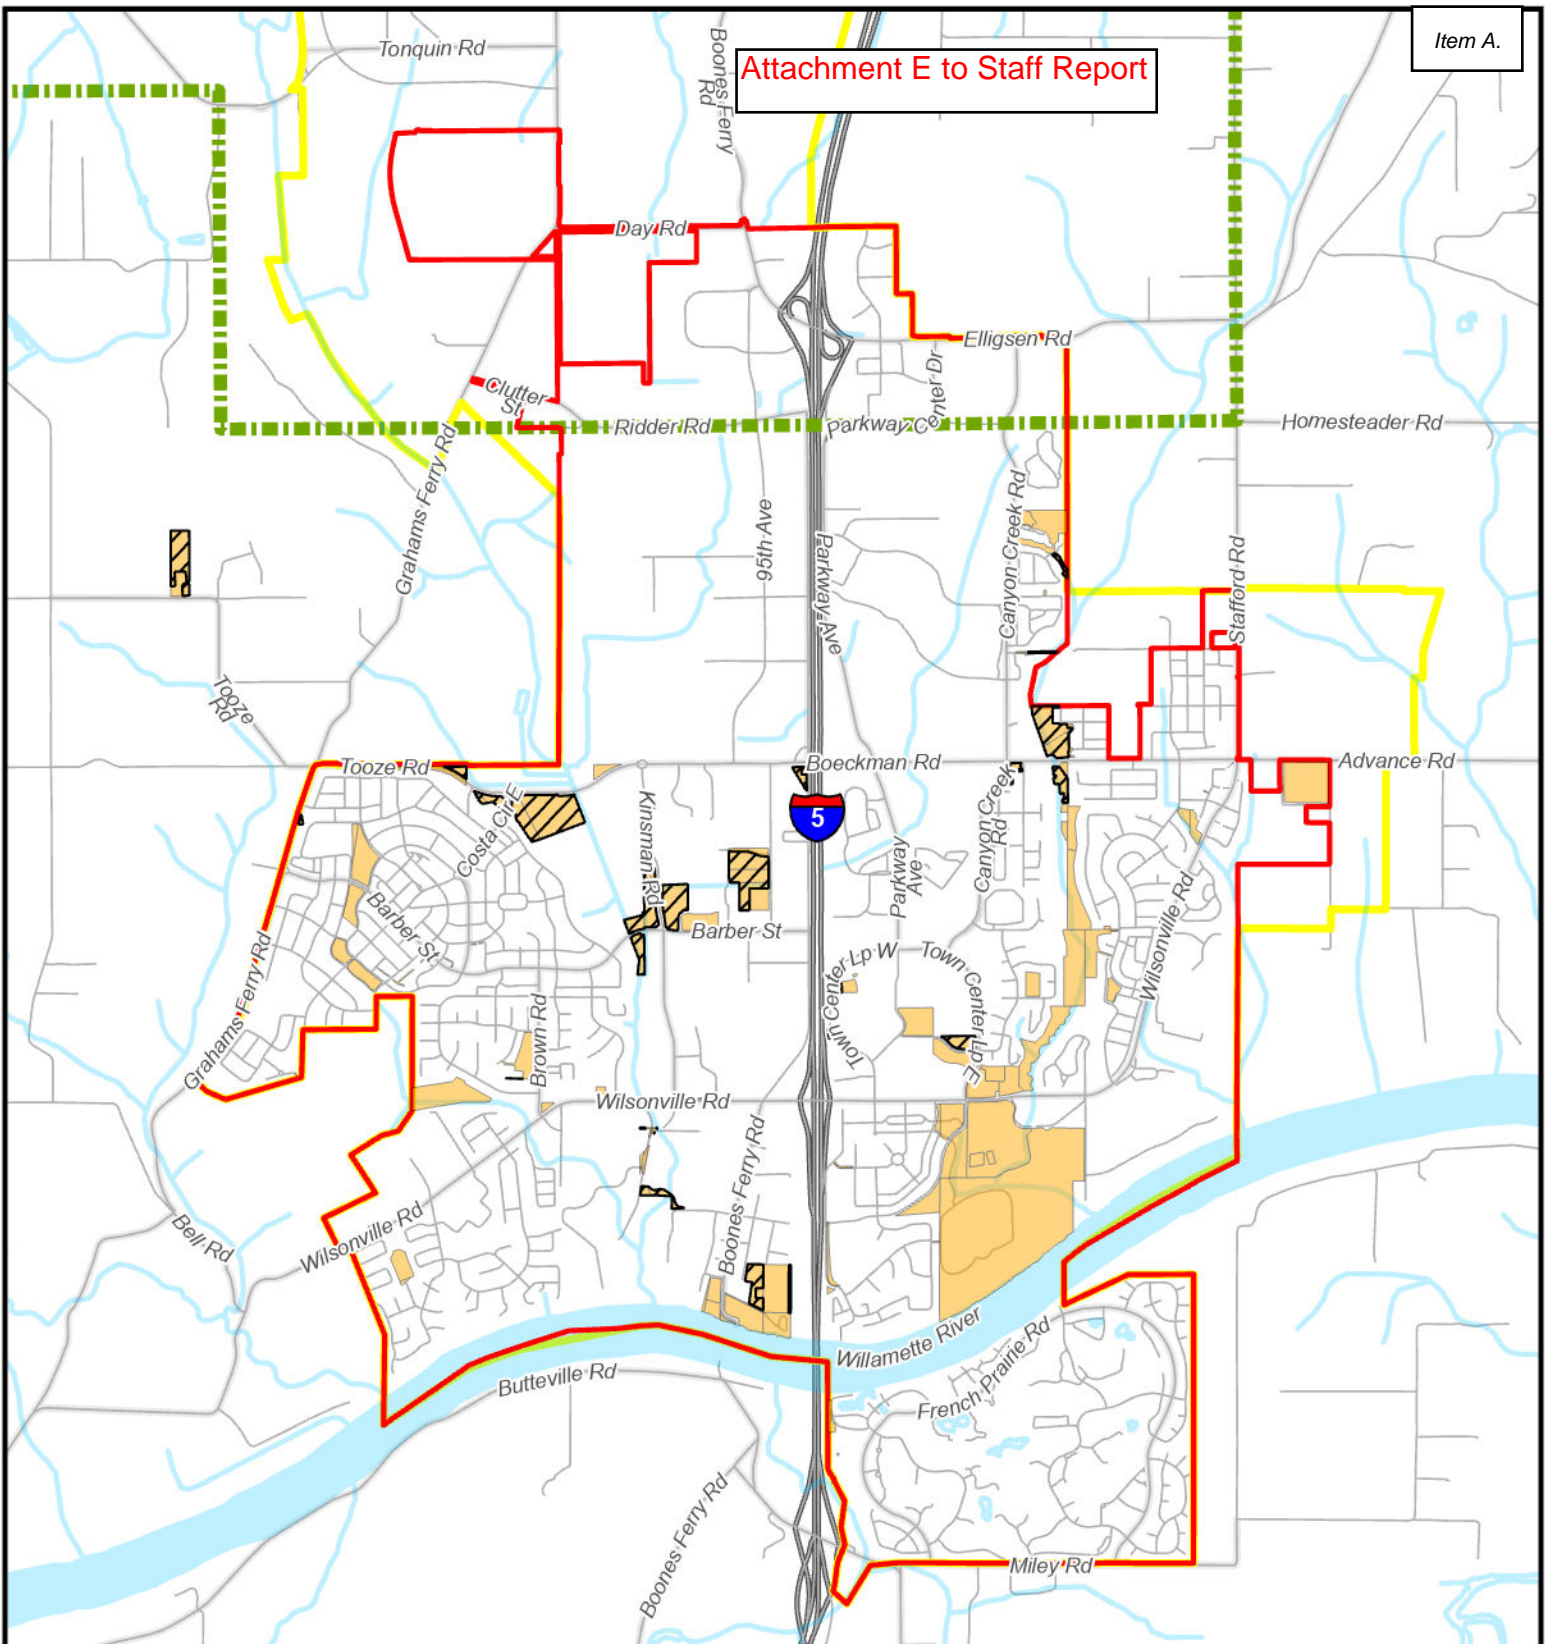 Item A.
Attachment E to Staff Report
Tonquin Rd
Boones Ferry
Rd
Day Rd
Elligsen Rd
Clutter
St
Ridder Rd
Parkway Center Dr
Homesteader Rd
Grahams Ferry Rd
95th Ave
Parkway Ave
Canyon Creek Rd
Stafford Rd
Tooze
Rd
Tooze Rd
Boeckman Rd
Advance Rd
5
Costa Cir E
Kinsman Rd
Parkway
Ave
Canyon Creek
Rd
Barber St
Barber St
Wilsonville Rd
Town Center Lp W
Town Center Lp E
Grahams Ferry Rd
Brown Rd
Wilsonville Rd
Boones Ferry Rd
Bell Rd
Wilsonville Rd
Willamette River
Butteville Rd
French Prairie Rd
Boones Ferry Rd
Miley Rd